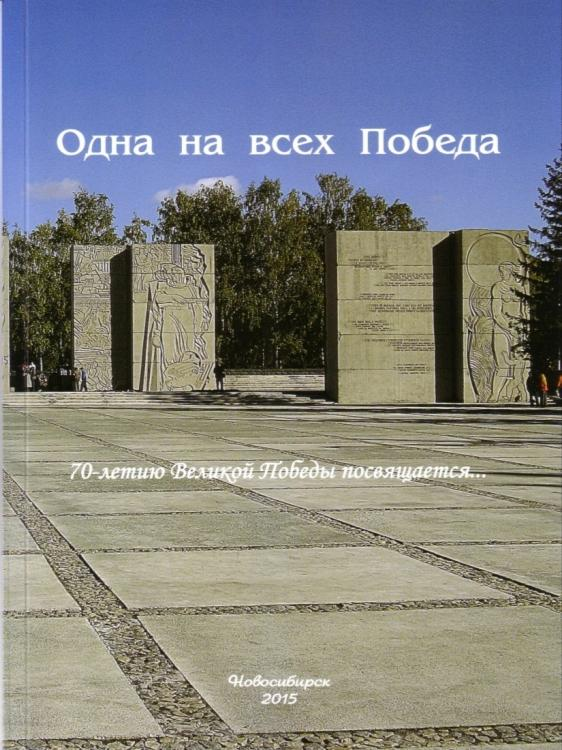 Одна на всех Победа
70-летию Великой Победы посвящается...
Новосибирск
2015